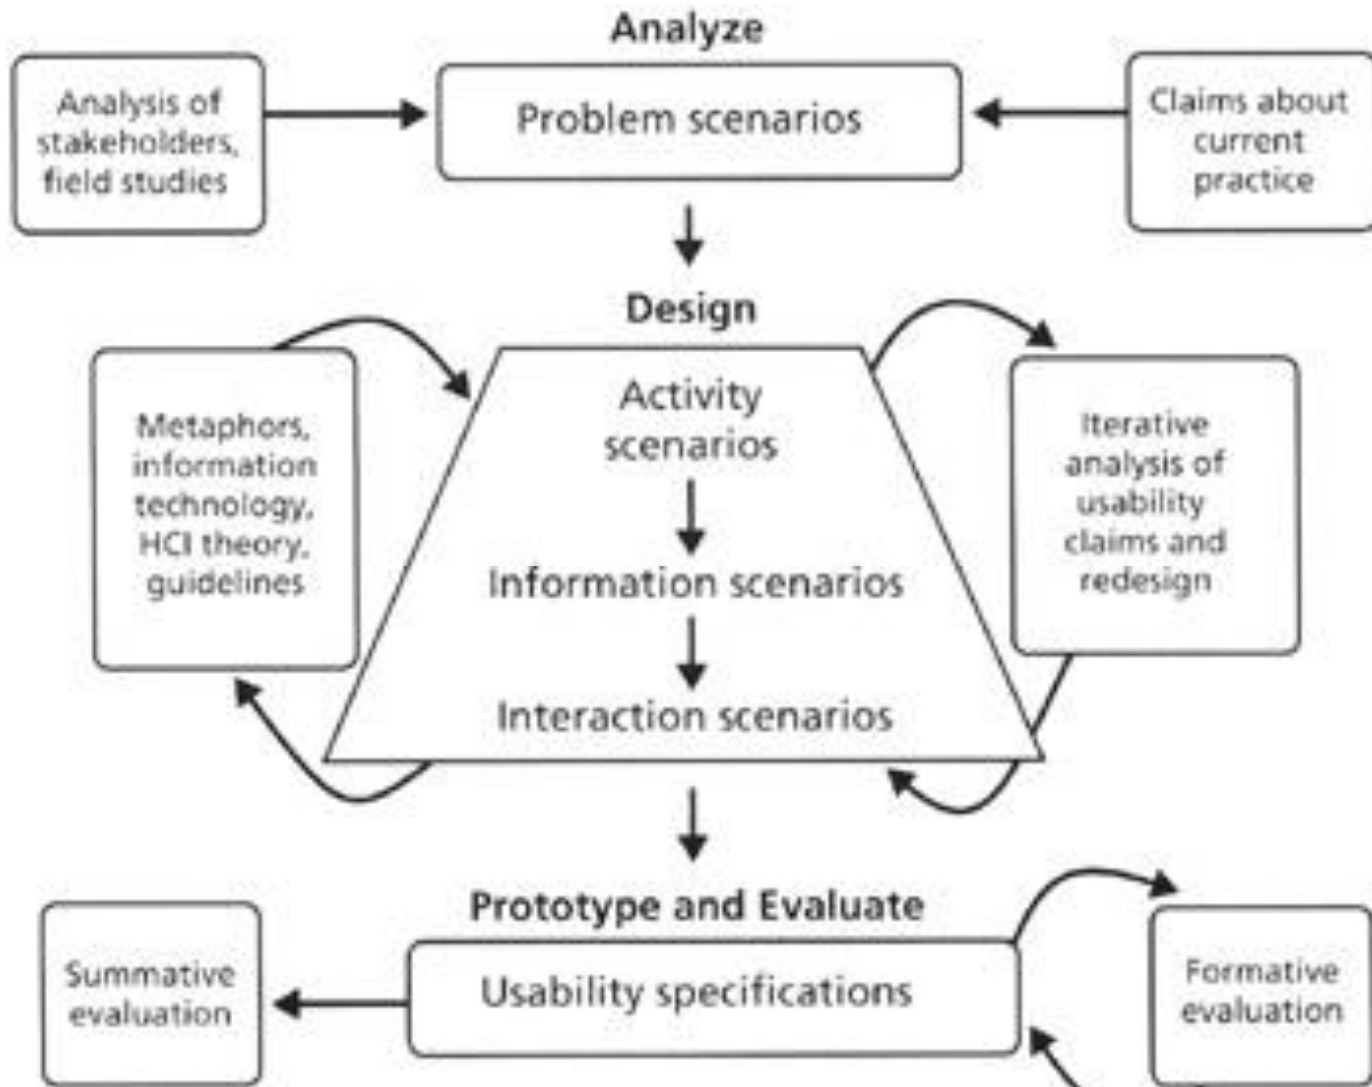 Analyze
Analysis of
stakeholders,
field studies
Problem scenarios
Claims about
current
practice
Design
Metaphors,
information
technology,
HCI theory,
guidelines
Activity
scenarios
Information scenarios
Interaction scenarios
Iterative
analysis of
usability
claims and
redesign
Prototype and Evaluate
Summative
evaluation
Usability specifications
Formative
evaluation